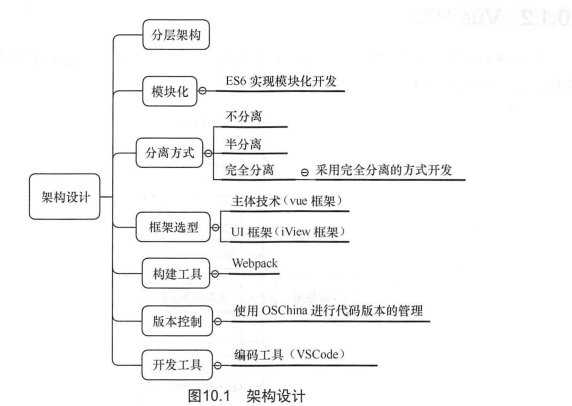 分层架构
模块化
ES6 实现模块化开发
不分离
分离方式
半分离
完全分离
采用完全分离的方式开发
架构设计
主体技术(vue 框架)
框架选型
UI 框架(iView 框架)
构建工具
Webpack
版本控制
使用 OSChina 进行代码版本的管理
开发工具
编码工具（VSCode）
图10.1 架构设计